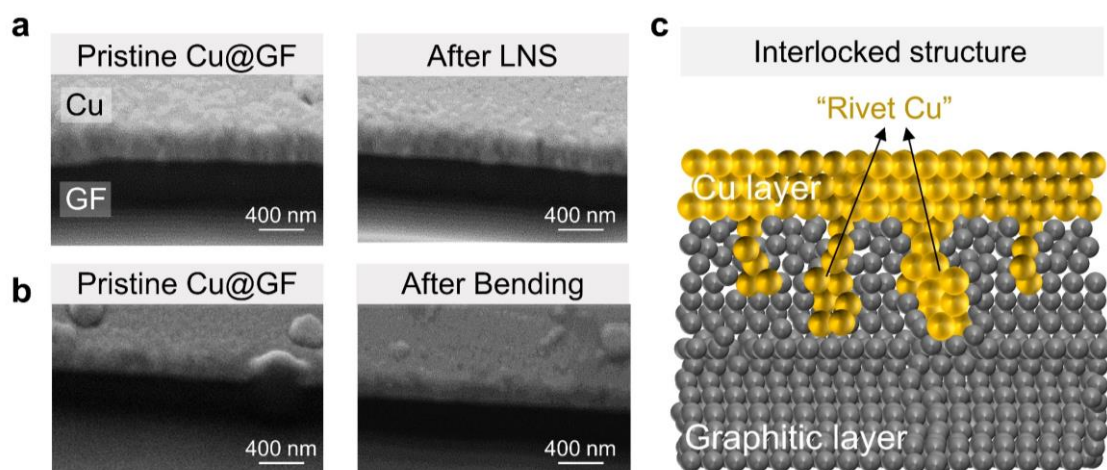 a
Pristine Cu@GF
After LNS
Cu
GF
400 nm
400 nm
b
Pristine Cu@GF
After Bending
400 nm
400 nm
c
Interlocked structure
“Rivet Cu”
Cu layer
Graphitic layer